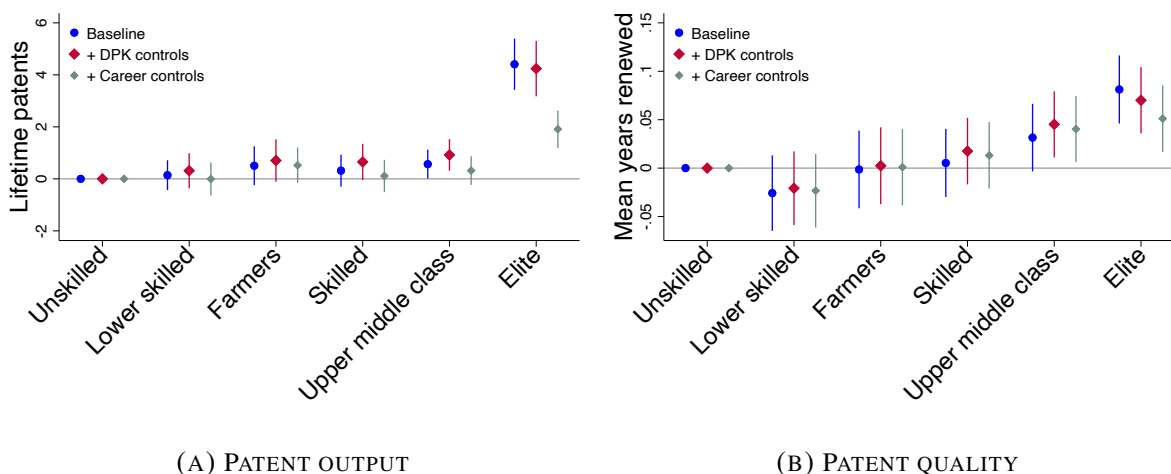 Lifetime patents
-2
0
2
4
6
Baseline
+ DPK controls
+ Career controls
Unskilled
Lower skilled
Farmers
Skilled
Upper middle class
Elite
(A) PATENT OUTPUT
Mean years renewed
-.05
0
.05
.1
.15
Baseline
+ DPK controls
+ Career controls
Unskilled
Lower skilled
Farmers
Skilled
Upper middle class
Elite
(B) PATENT QUALITY